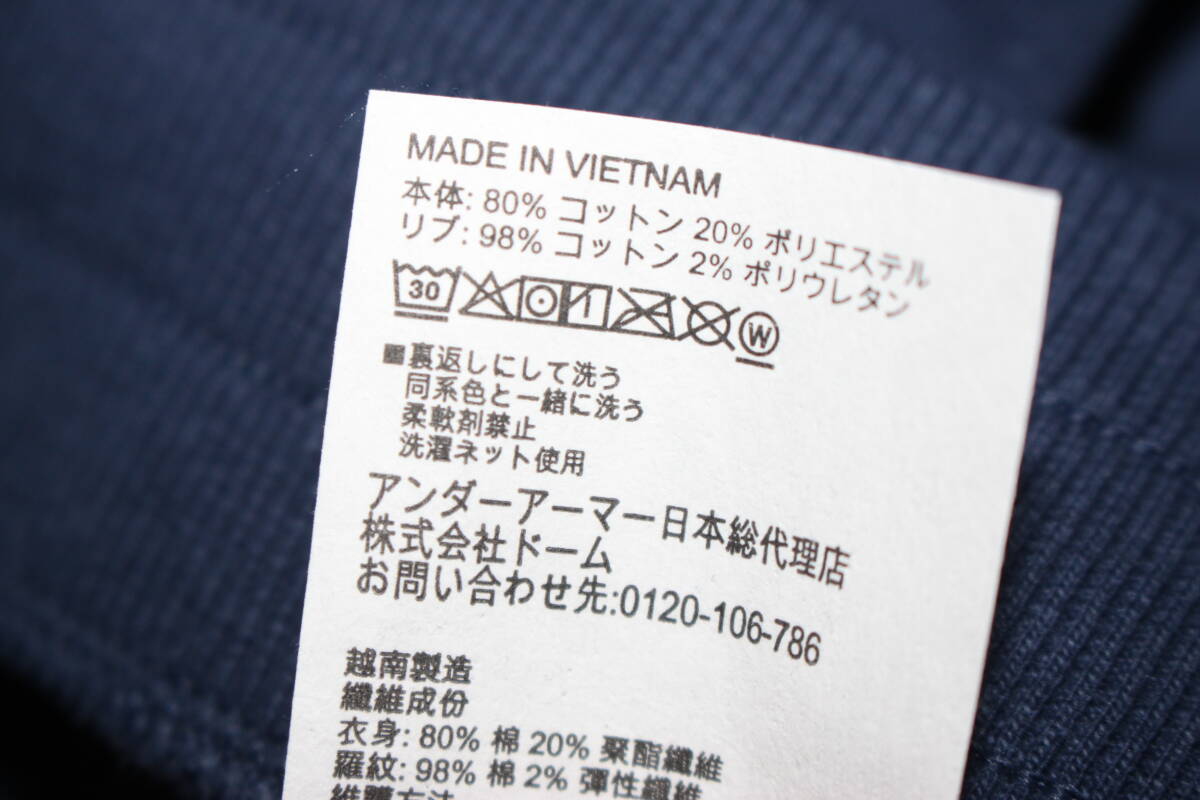 MADE IN VIETNAM
本体: 80% コットン 20% ポリエステル
リブ: 98% コットン 2% ポリウレタン
30 W
■裏返しにして洗う
同系色と一緒に洗う
柔軟剤禁止
洗濯ネット使用
アンダーアーマー日本総代理店
株式会社ドーム
お問い合わせ先:0120-106-786
越南製造
纖維成份
衣身: 80% 棉 20% 聚酯纖維
羅紋: 98% 棉 2% 彈性纖維